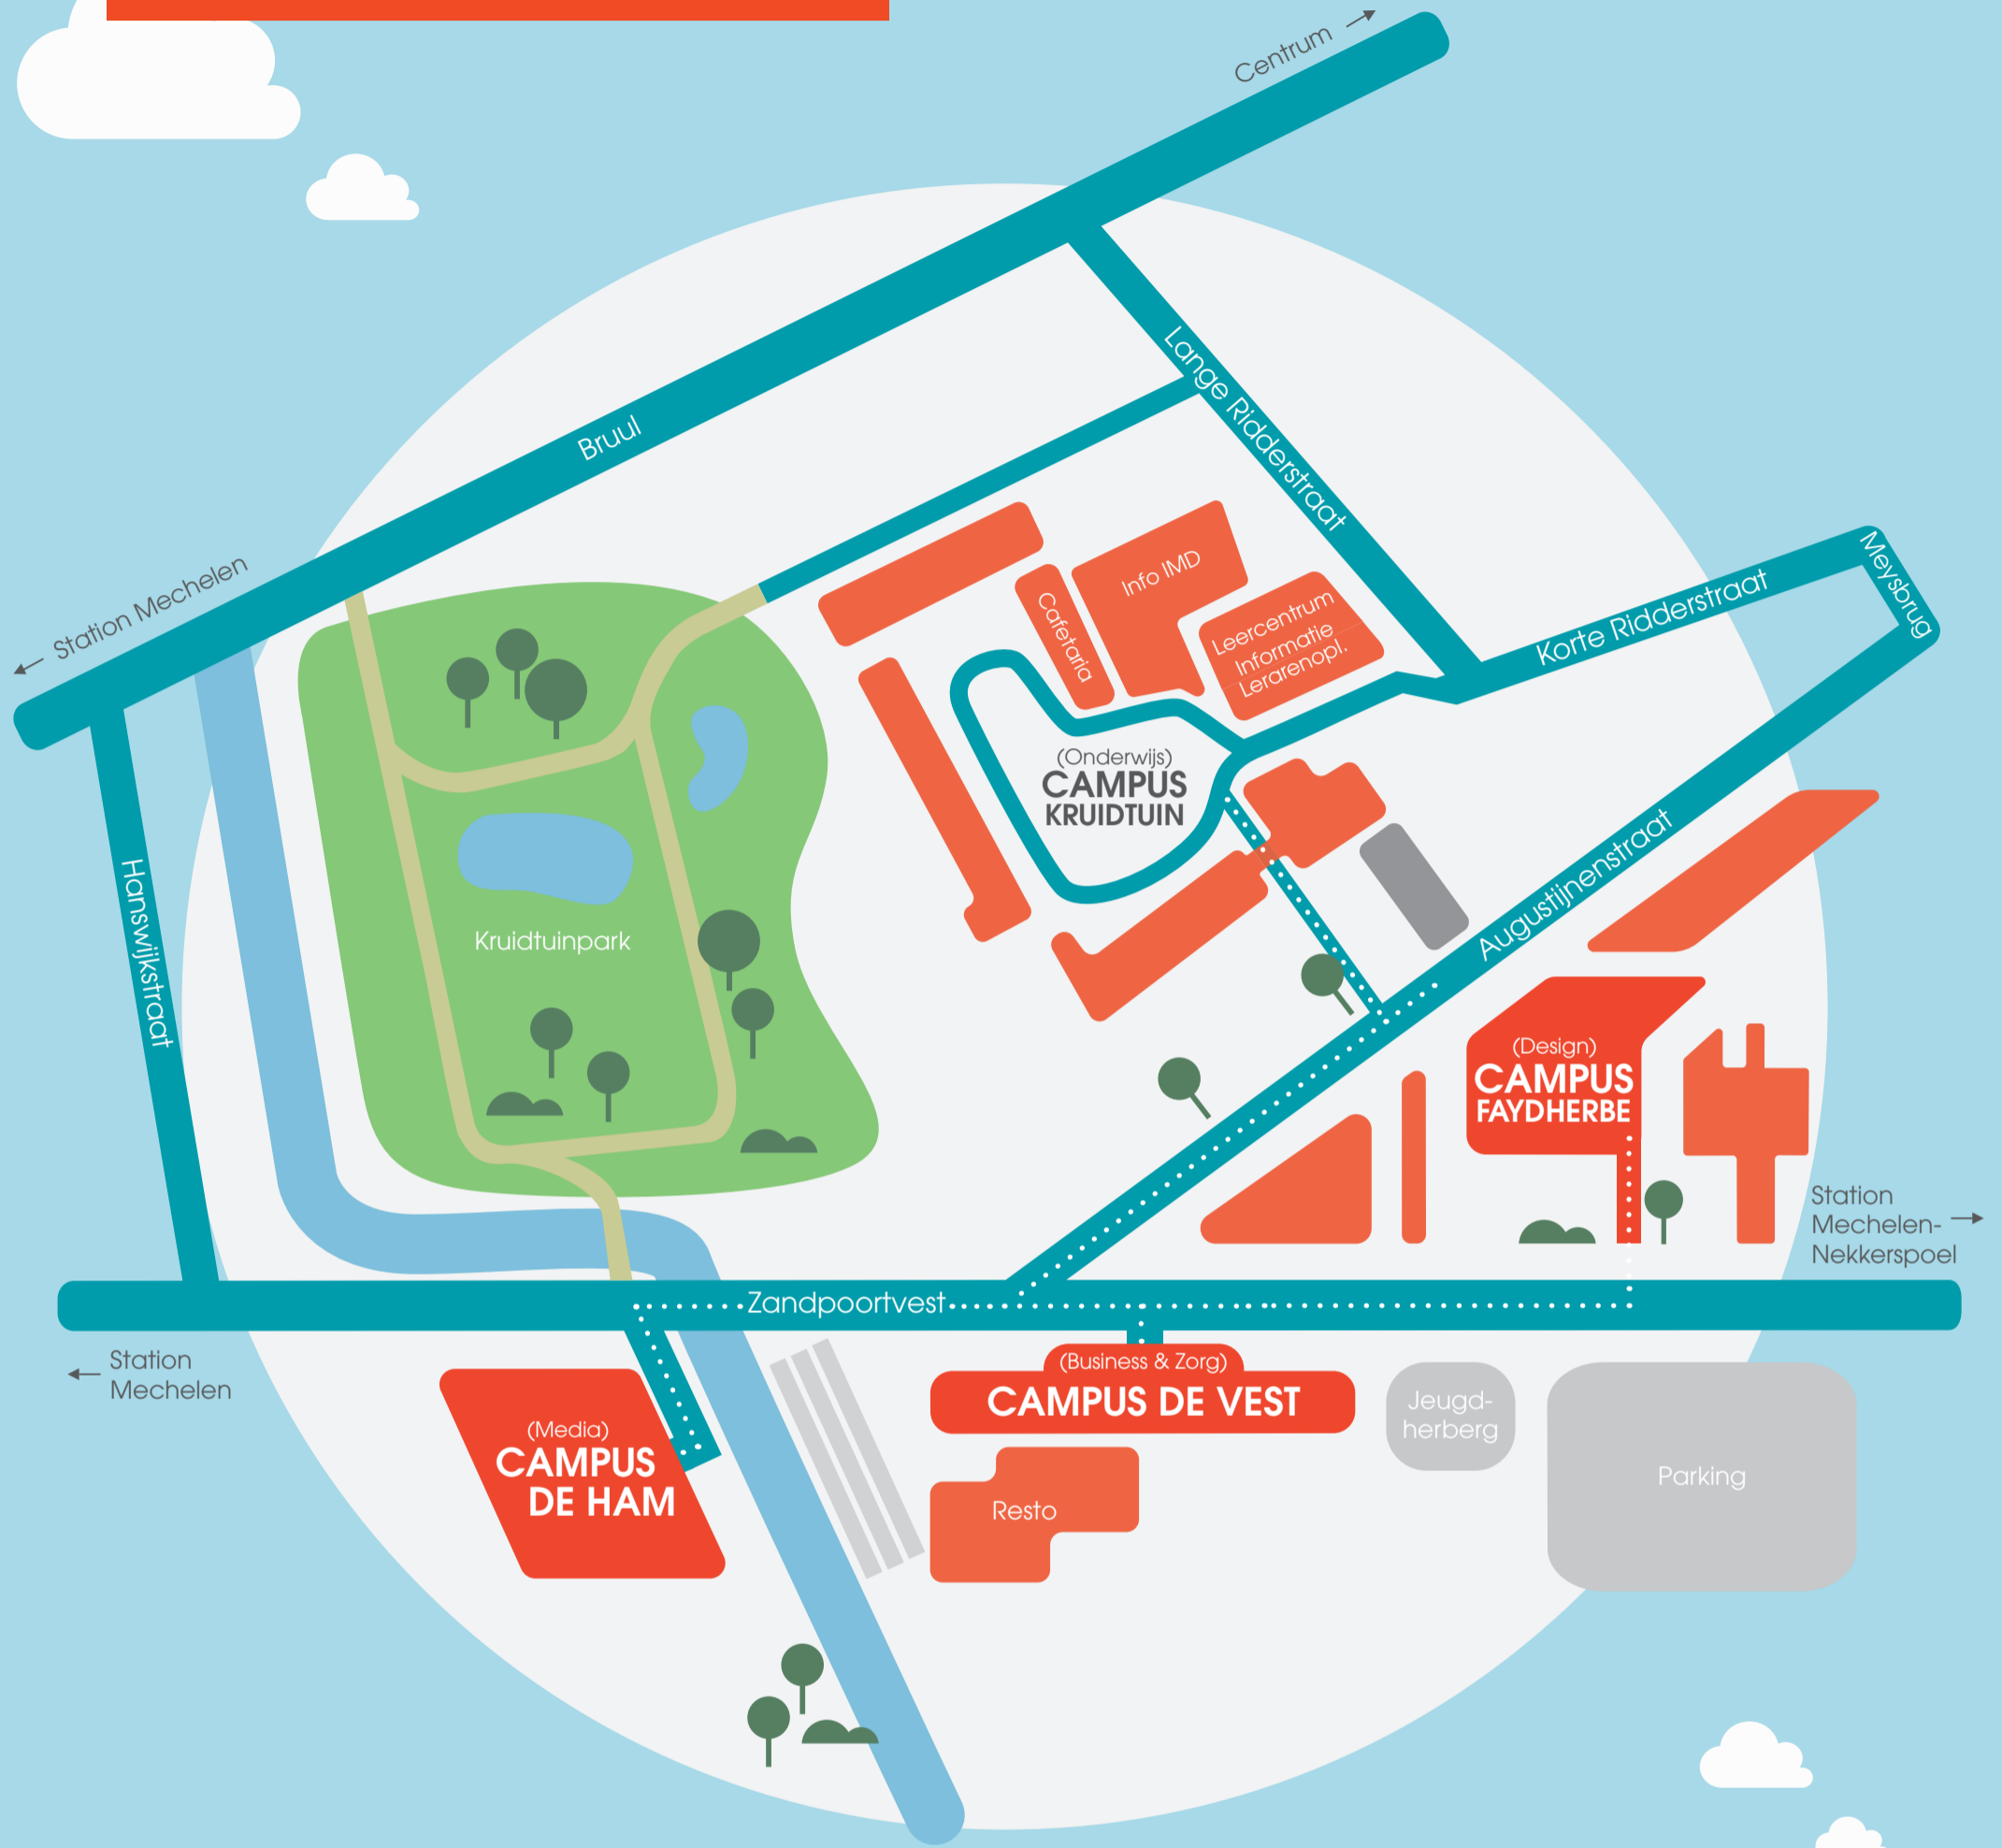 Centrum
Bruul
Lange Ridderstraat
Station Mechelen
Info IMD
Cafetaria
Leercentrum
Informatie
Lerarenopl.
Korte Ridderstraat
Meysbrug
(Onderwijs)
CAMPUS
KRUIDTUIN
Augustijnenstraat
Hanswijkstraat
Kruidtuinpark
(Design)
CAMPUS
FAYDHERBE
Station
Mechelen-
Nekkerspoel
Zandpoortvest
Station
Mechelen
(Business & Zorg)
CAMPUS DE VEST
Jeugd-
herberg
(Media)
CAMPUS
DE HAM
Resto
Parking